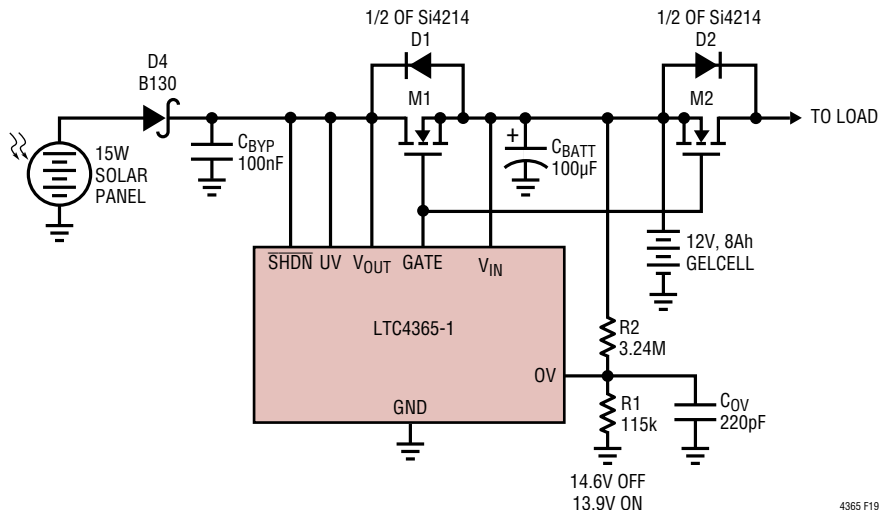 1/2 OF Si4214
D1
1/2 OF Si4214
D2
D4
B130
M1
M2
TO LOAD
CBYP
100nF
+
CBATT
100µF
15W
SOLAR
PANEL
12V, 8Ah
GELCELL
SHDN UV VOUT GATE VIN
LTC4365-1
R2
3.24M
OV
GND
R1
115k
COV
220pF
14.6V OFF
13.9V ON
4365 F19